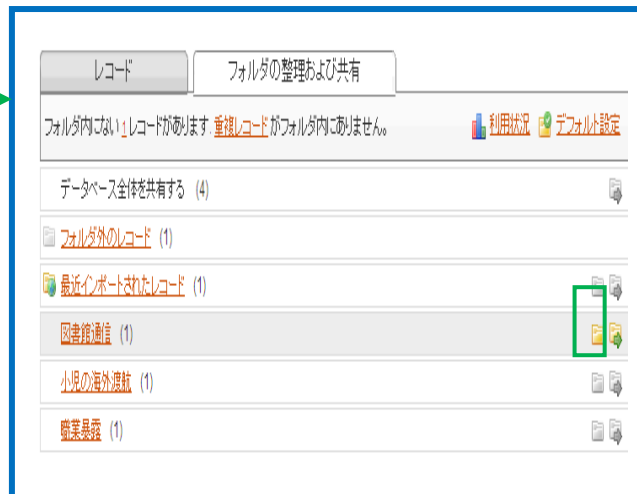 レコード
フォルダの整理および共有
フォルダ内にない1レコードがあります. 重複レコードがフォルダ内にありません。
利用状況 デフォルト設定
データベース全体を共有する (4)
フォルダ外のレコード (1)
最近インポートされたレコード (1)
図書館通信 (1)
小児の海外渡航 (1)
職業暴露 (1)